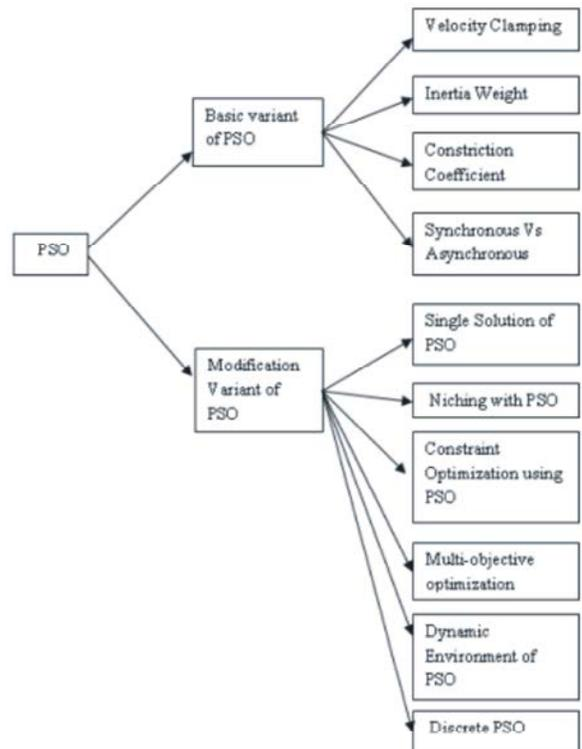 PSO
Basic variant
of PSO
Velocity Clamping
Inertia Weight
Constriction
Coefficient
Synchronous Vs
Asynchronous
Modification
Variant of
PSO
Single Solution of
PSO
Niching with PSO
Constraint
Optimization using
PSO
Multi-objective
optimization
Dynamic
Environment of
PSO
Discrete PSO